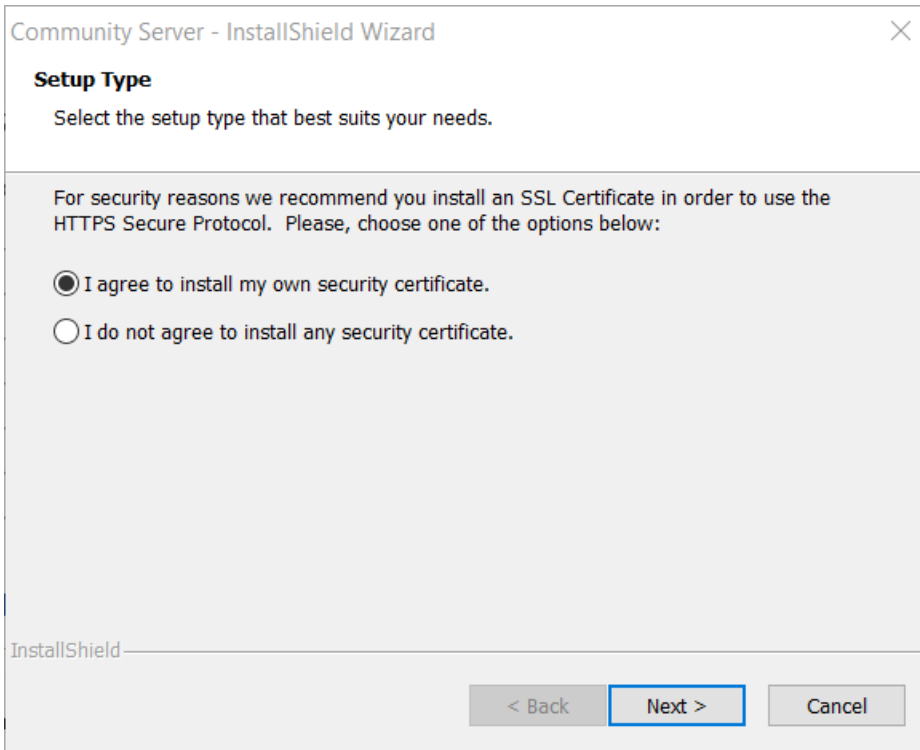 Community Server - InstallShield Wizard
Setup Type
Select the setup type that best suits your needs.
For security reasons we recommend you install an SSL Certificate in order to use the
HTTPS Secure Protocol.  Please, choose one of the options below:
I agree to install my own security certificate.
I do not agree to install any security certificate.
InstallShield
< Back Next > Cancel